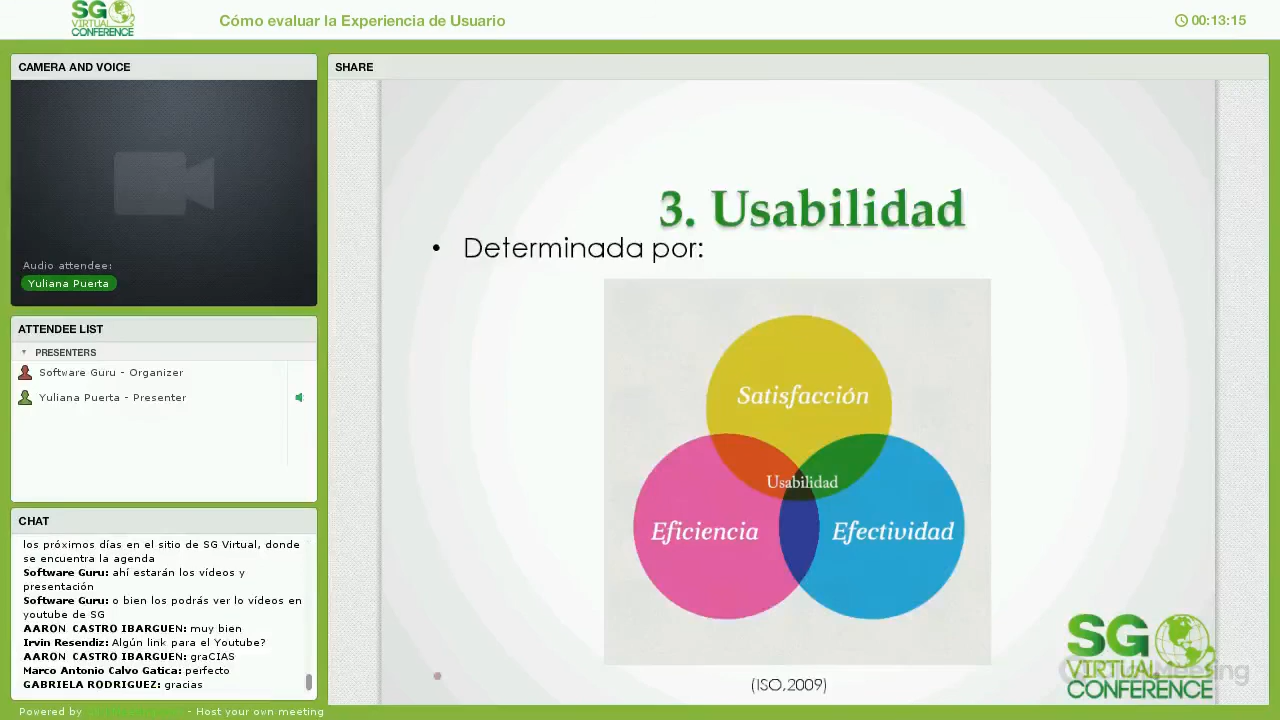 SG
VIRTUAL
CONFERENCE
Cómo evaluar la Experiencia de Usuario
00:13:15
CAMERA AND VOICE
Audio attendee:
Yuliana Puerta
ATTENDEE LIST
PRESENTERS
Software Guru - Organizer
Yuliana Puerta - Presenter
CHAT
los próximos días en el sitio de SG Virtual, donde
se encuentra la agenda
Software Guru: ahí estarán los vídeos y
presentación
Software Guru: o bien los podrás ver lo vídeos en
youtube de SG
AARON CASTRO IBARGUEN: muy bien
Irvin Resendiz: Algún link para el Youtube?
AARON CASTRO IBARGUEN: graCIAS
Marco Antonio Calvo Gatica: perfecto
GABRIELA RODRIGUEZ: gracias
Powered by - Host your own meeting
SHARE
3. Usabilidad
• Determinada por:
Satisfacción
Usabilidad
Eficiencia
Efectividad
(ISO,2009)
SG
VIRTUAL
CONFERENCE